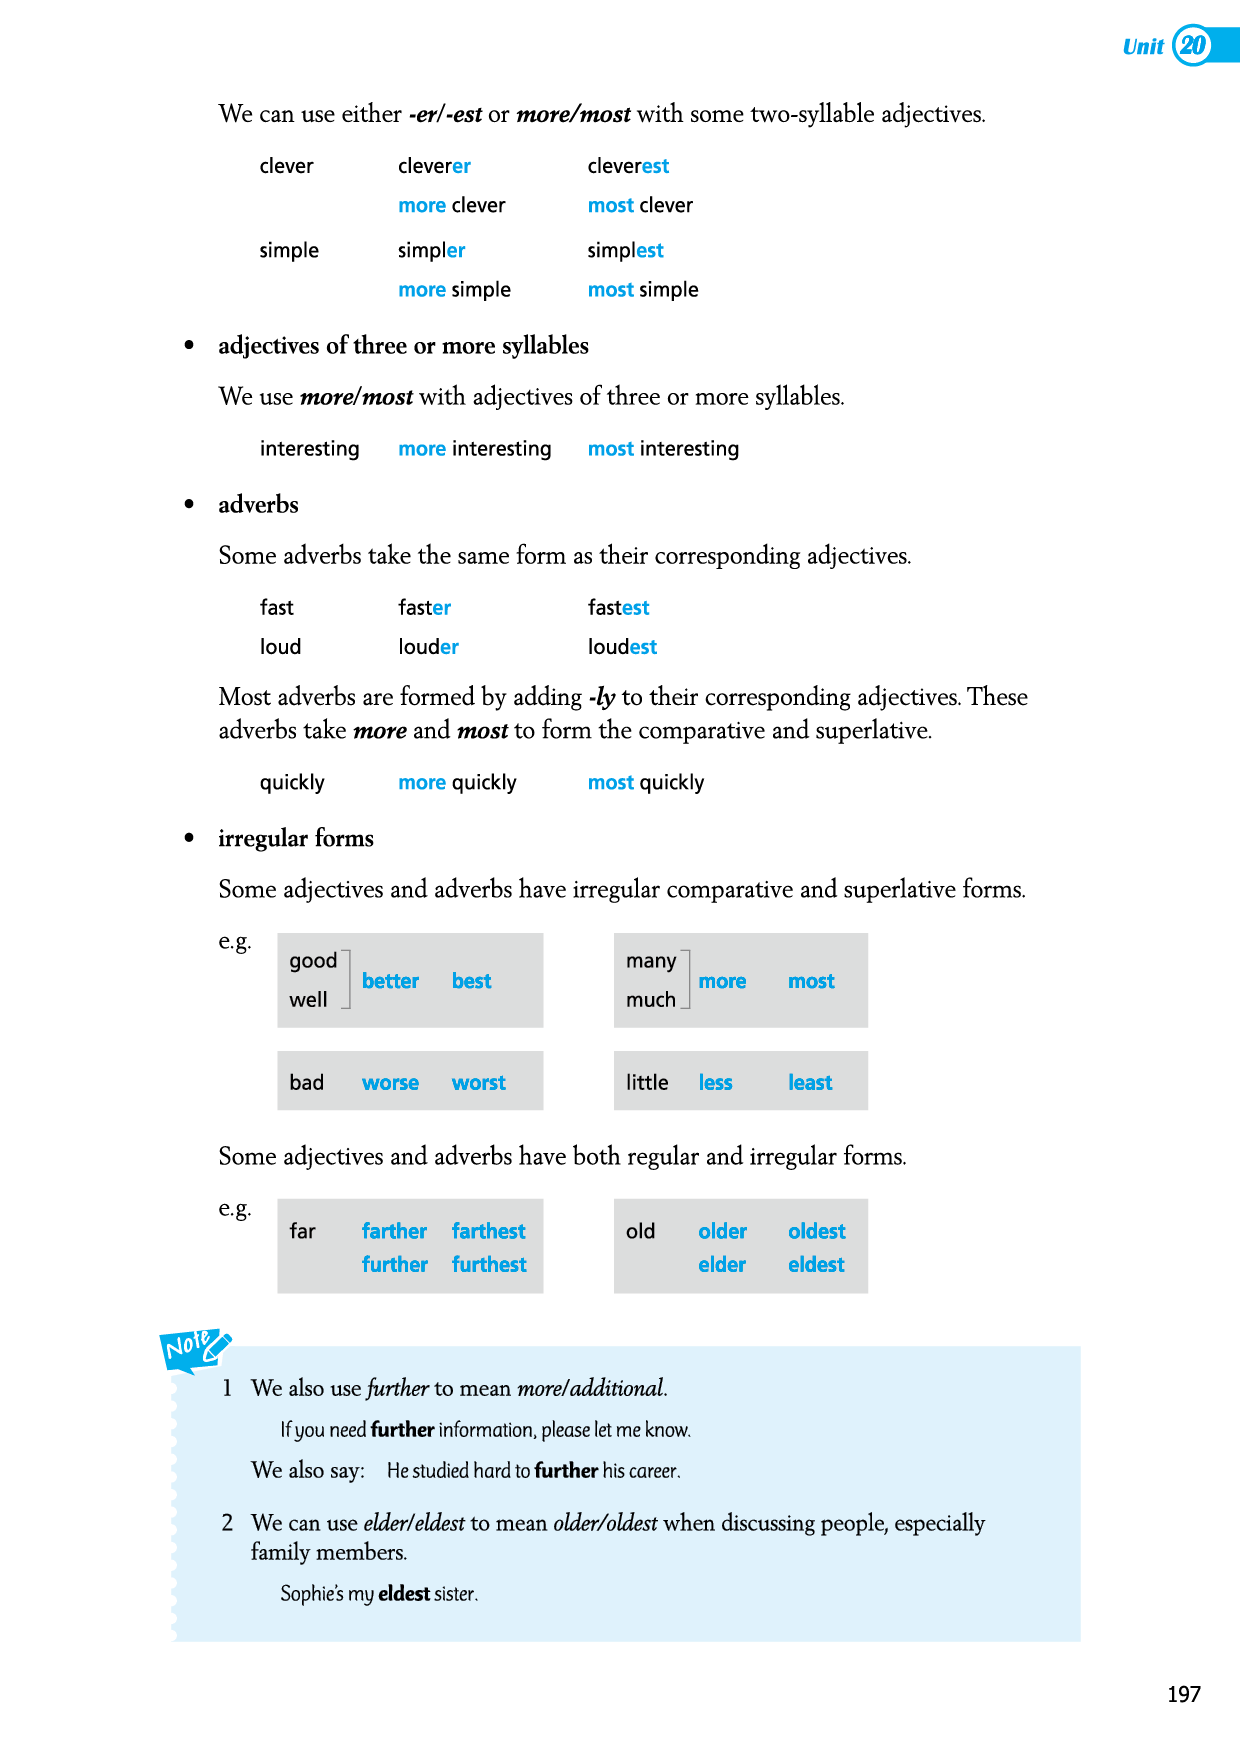 Unit 20
We can use either -er/-est or more/most with some two-syllable adjectives.
clever cleverer cleverest
more clever most clever
simple simpler simplest
more simple most simple
• adjectives of three or more syllables
We use more/most with adjectives of three or more syllables.
interesting more interesting most interesting
• adverbs
Some adverbs take the same form as their corresponding adjectives.
fast faster fastest
loud louder loudest
Most adverbs are formed by adding -ly to their corresponding adjectives. These
adverbs take more and most to form the comparative and superlative.
quickly more quickly most quickly
• irregular forms
Some adjectives and adverbs have irregular comparative and superlative forms.
e.g.
good
well
better best
many
much
more most
bad worse worst
little less least
Some adjectives and adverbs have both regular and irregular forms.
e.g.
far farther farthest
further furthest
old older oldest
elder eldest
Note
1 We also use further to mean more/additional.
If you need further information, please let me know.
We also say: He studied hard to further his career.
2 We can use elder/eldest to mean older/oldest when discussing people, especially
family members.
Sophie's my eldest sister.
197